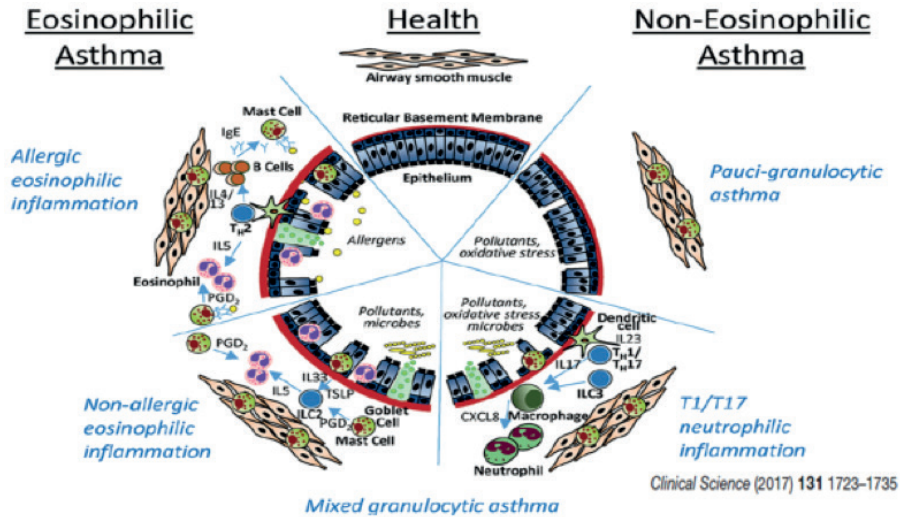 Eosinophilic
Asthma
Health
Non-Eosinophilic
Asthma
Airway smooth muscle
Reticular Basement Membrane
Epithelium
Mast Cell
IgE
B Cells
IL4/
13
TH2
IL5
Eosinophil
PGD2
Allergic
eosinophilic
inflammation
Allergens
Pollutants,
oxidative stress
Pauci-granulocytic
asthma
Pollutants,
microbes
Pollutants,
oxidative stress,
microbes
PGD2
IL5
IL33
TSLP
ILC2
PGD2
Goblet
Cell
Mast Cell
Non-allergic
eosinophilic
inflammation
Dendritic
cell
IL23
TH1/
TH17
IL17
ILC3
Macrophage
CXCL8
Neutrophil
T1/T17
neutrophilic
inflammation
Mixed granulocytic asthma
Clinical Science (2017) 131 1723–1735